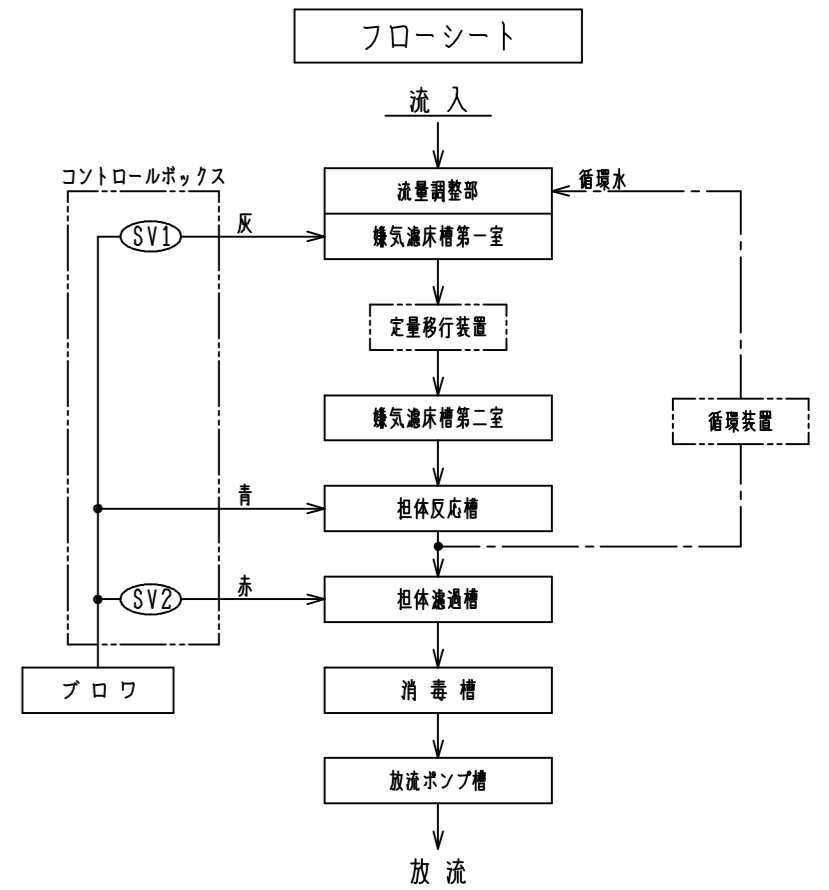 フローシート
流入
コントロールボックス
流量調整部
循環水
SV1
灰
嫌気濾床槽第一室
定量移行装置
嫌気濾床槽第二室
循環装置
青
担体反応槽
SV2
赤
担体濾過槽
ブロワ
消毒槽
放流ポンプ槽
放流